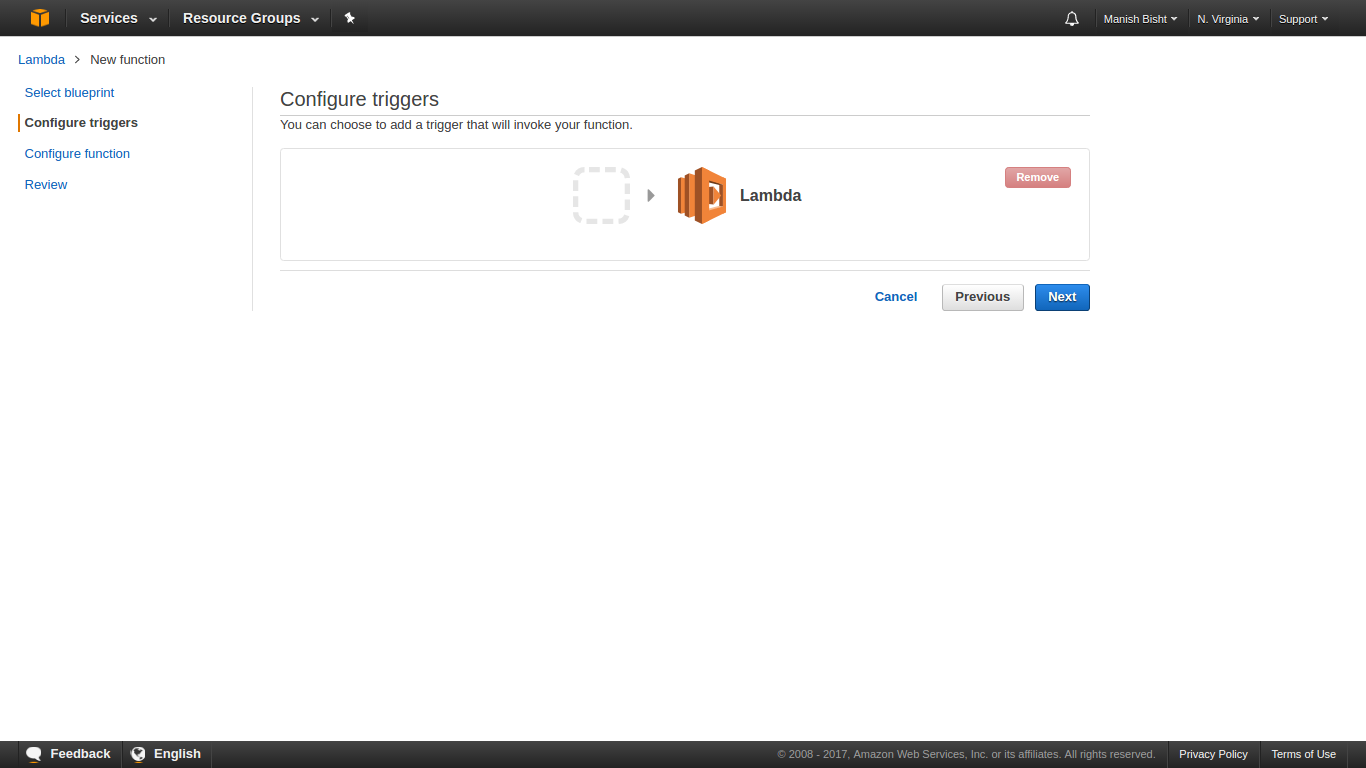 Services Resource Groups Manish Bisht N. Virginia Support
Lambda > New function
Select blueprint
Configure triggers
Configure function
Review
Configure triggers
You can choose to add a trigger that will invoke your function.
Lambda
Remove
Cancel Previous Next
Feedback English © 2008 - 2017, Amazon Web Services, Inc. or its affiliates. All rights reserved. Privacy Policy Terms of Use